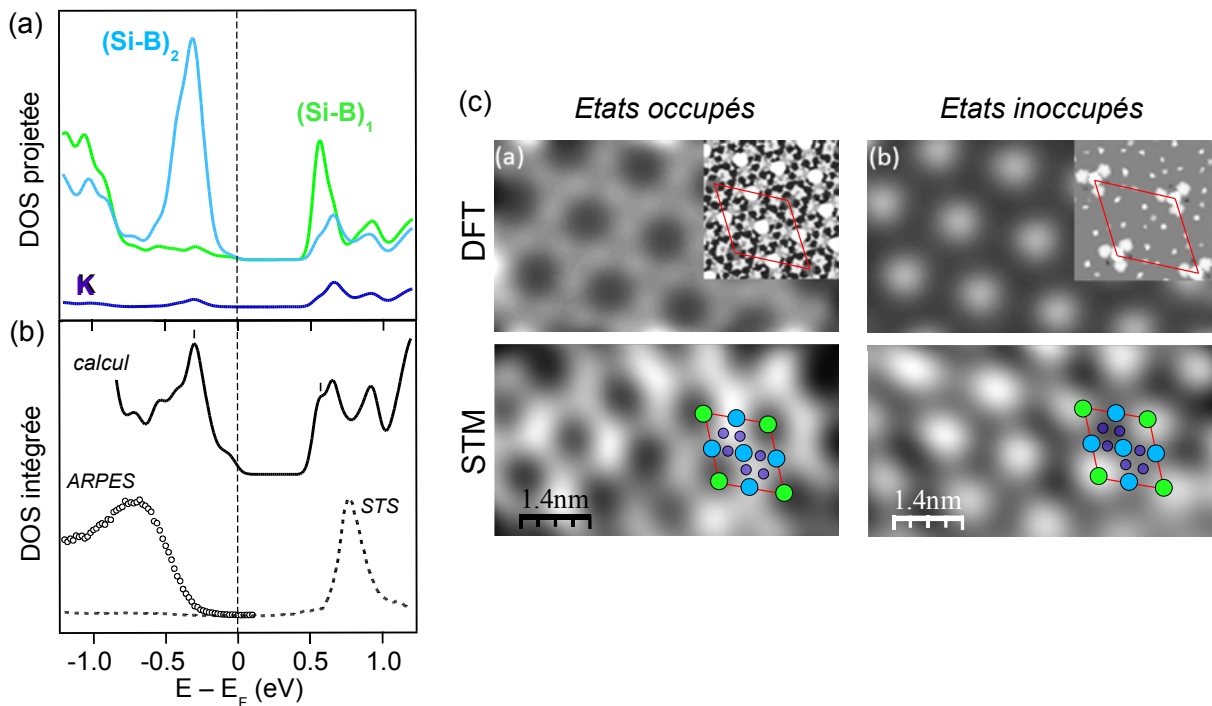 (a)
(Si-B)2
(Si-B)1
K
DOS projetée
(b)
calcul
ARPES
STS
DOS intégrée
-1.0 -0.5 0 0.5 1.0
E – EF (eV)
(c)
Etats occupés
Etats inoccupés
DFT
(a)
(b)
STM
1.4nm
1.4nm